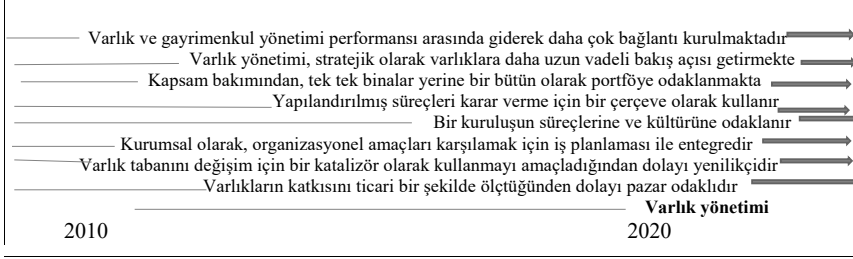 Varlık ve gayrimenkul yönetimi performansı arasında giderek daha çok bağlantı kurulmaktadır
Varlık yönetimi, stratejik olarak varlıklara daha uzun vadeli bakış açısı getirmekte
Kapsam bakımından, tek tek binalar yerine bir bütün olarak portföye odaklanmakta
Yapılandırılmış süreçleri karar verme için bir çerçeve olarak kullanır
Bir kuruluşun süreçlerine ve kültürüne odaklanır
Kurumsal olarak, organizasyonel amaçları karşılamak için iş planlaması ile entegredir
Varlık tabanını değişim için bir katalizör olarak kullanmayı amaçladığından dolayı yenilikçidir
Varlıkların katkısını ticari bir şekilde ölçtüğünden dolayı pazar odaklıdır
Varlık yönetimi
2010 2020